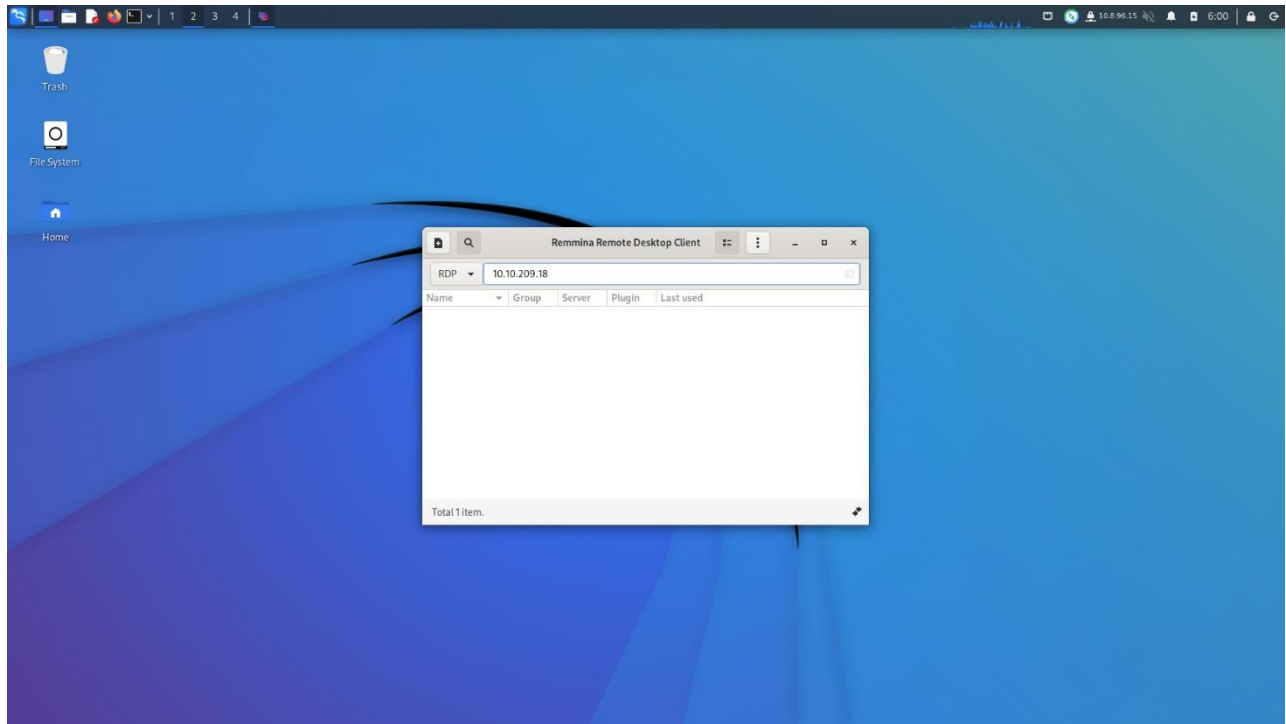 1 2 3 4
10.8.96.15
6:00
Trash
File System
Home
Remmina Remote Desktop Client
RDP
10.10.209.18
Name Group Server Plugin Last used
Total 1 item.